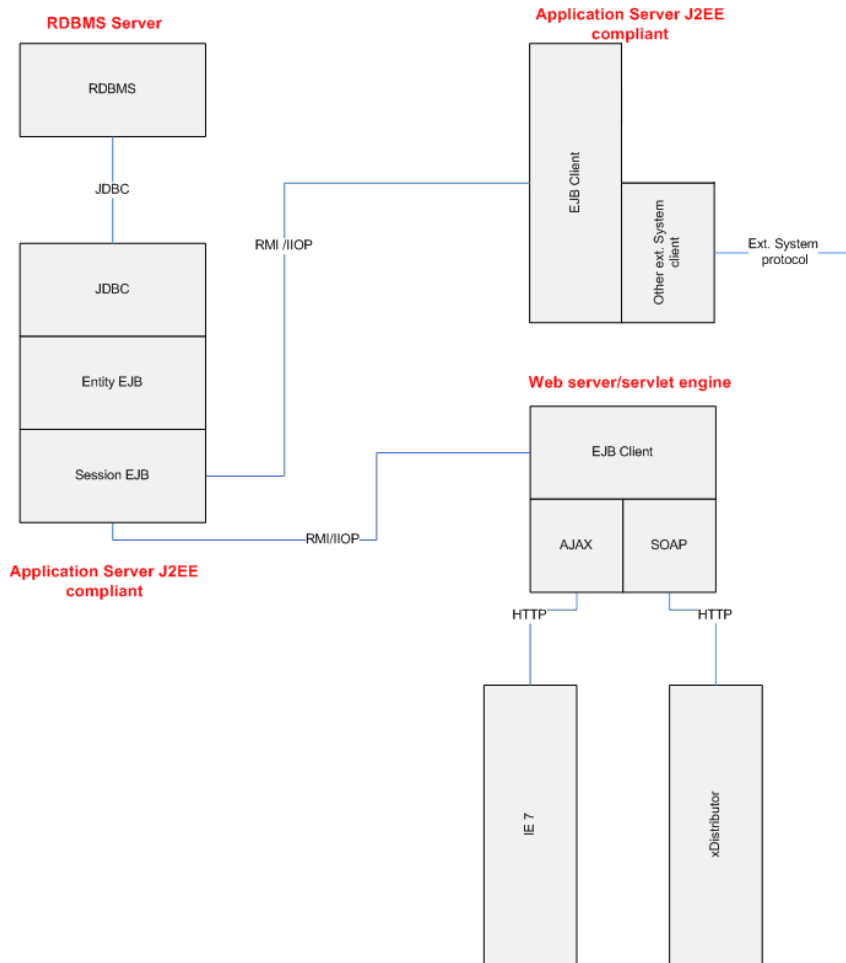 RDBMS Server
RDBMS
JDBC
JDBC
Entity EJB
Session EJB
Application Server J2EE
compliant
RMI /IIOP
RMI/IIOP
Application Server J2EE
compliant
EJB Client
Other ext. System
client
Ext. System
protocol
Web server/servlet engine
EJB Client
AJAX
SOAP
HTTP
HTTP
IE 7
xDistributor